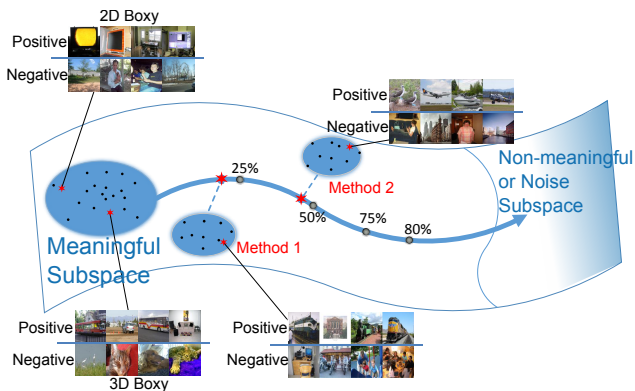 2D Boxy
Positive
Negative
Positive
Negative
25%
Method 2
50%
75%
80%
Non-meaningful
or Noise
Subspace
Meaningful
Subspace
Method 1
Positive
Negative
3D Boxy
Positive
Negative